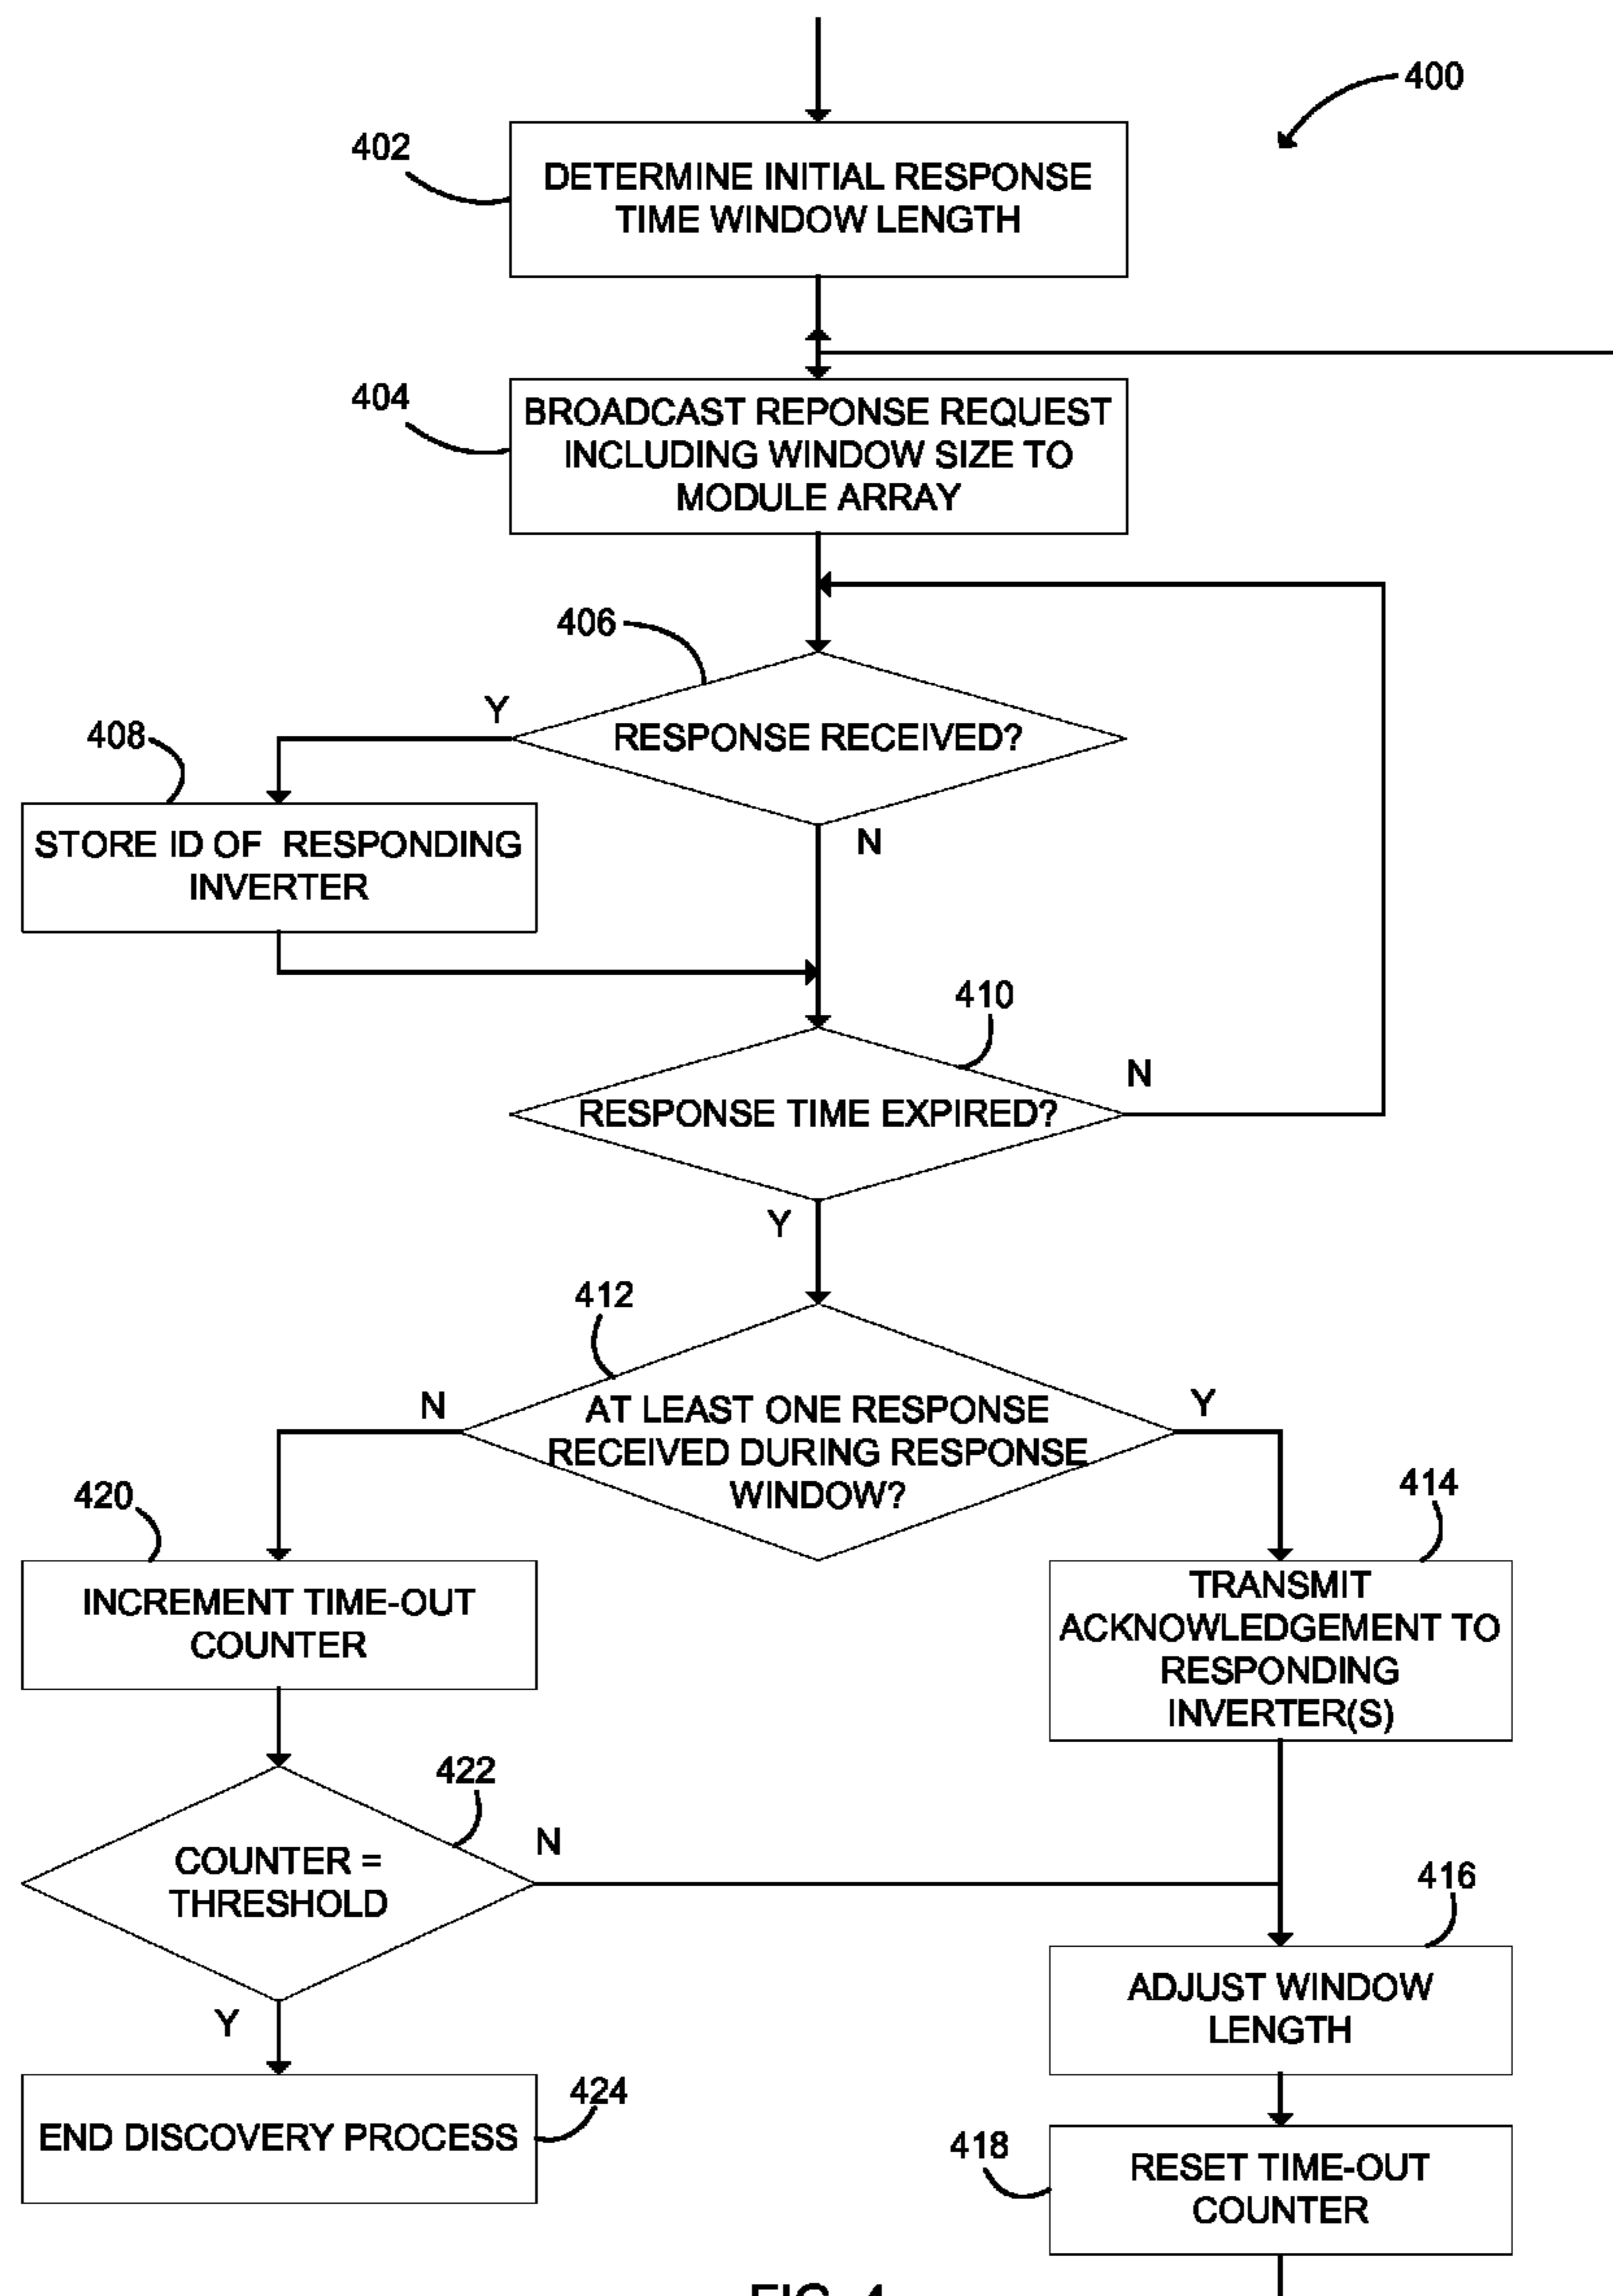 400
402
DETERMINE INITIAL RESPONSE
TIME WINDOW LENGTH
404
BROADCAST REPONSE REQUEST
INCLUDING WINDOW SIZE TO
MODULE ARRAY
406
Y
RESPONSE RECEIVED?
N
408
STORE ID OF RESPONDING
INVERTER
410
N
RESPONSE TIME EXPIRED?
Y
412
N
AT LEAST ONE RESPONSE
RECEIVED DURING RESPONSE
WINDOW?
Y
420
INCREMENT TIME-OUT
COUNTER
414
TRANSMIT
ACKNOWLEDGEMENT TO
RESPONDING
INVERTER(S)
422
COUNTER =
THRESHOLD
N
Y
416
ADJUST WINDOW
LENGTH
424
END DISCOVERY PROCESS
418
RESET TIME-OUT
COUNTER
FIG. 4